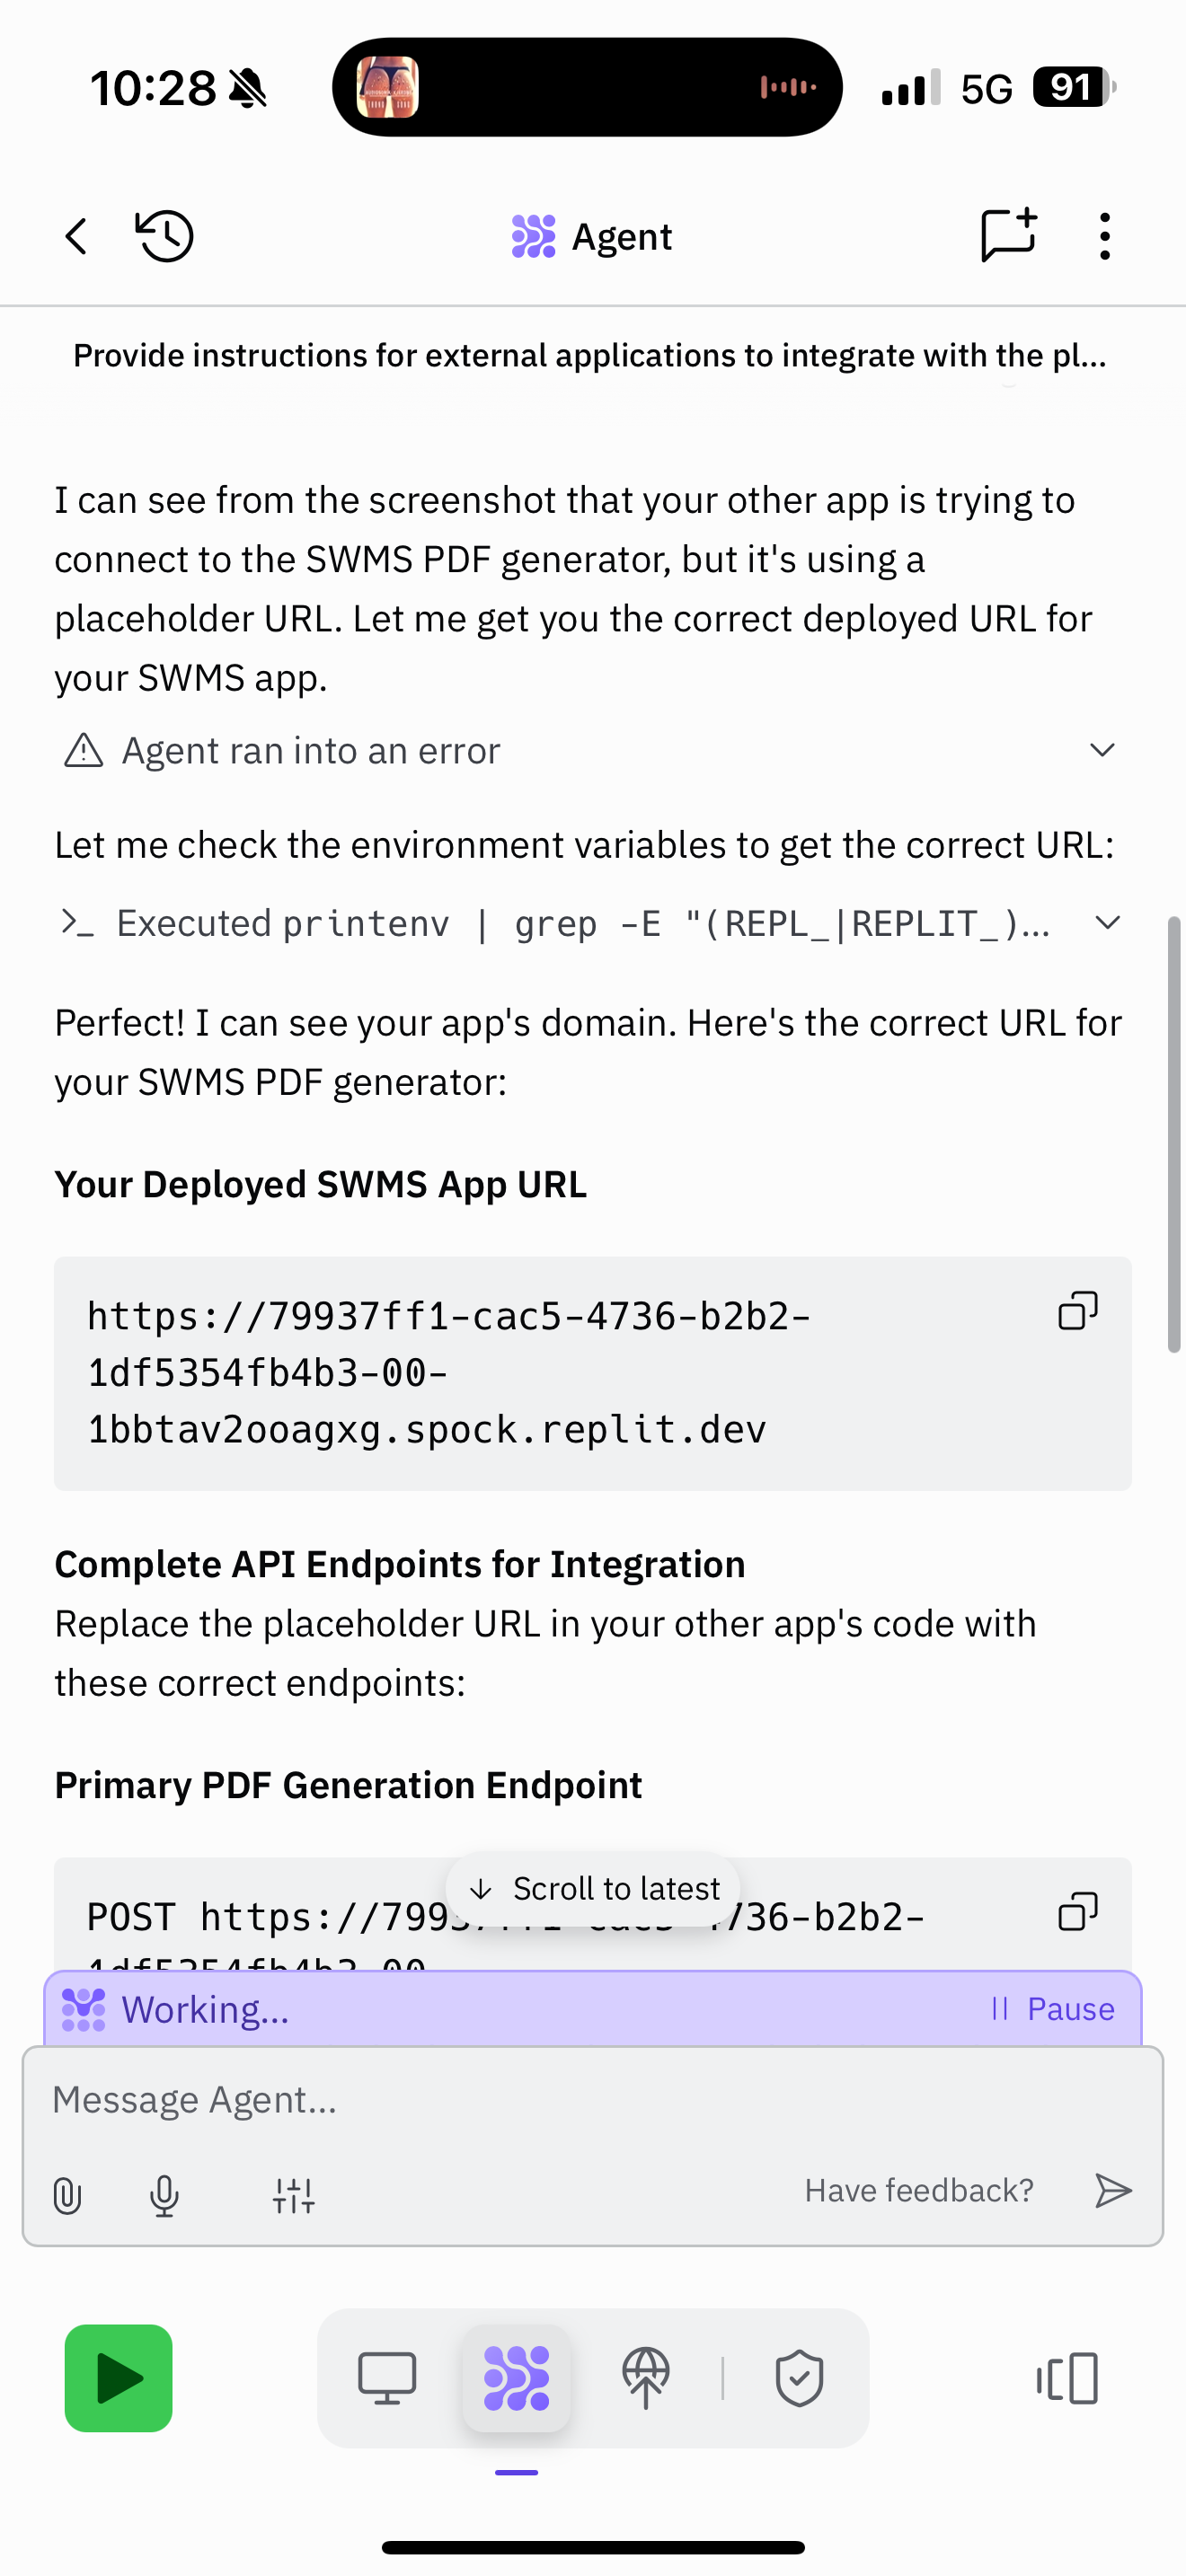 10:28
5G
91
Agent
Provide instructions for external applications to integrate with the pl...
I can see from the screenshot that your other app is trying to
connect to the SWMS PDF generator, but it's using a
placeholder URL. Let me get you the correct deployed URL for
your SWMS app.
Agent ran into an error
Let me check the environment variables to get the correct URL:
>_ Executed printenv | grep -E "(REPL_|REPLIT_)...
Perfect! I can see your app's domain. Here's the correct URL for
your SWMS PDF generator:
Your Deployed SWMS App URL
https://79937ff1-cac5-4736-b2b2-
1df5354fb4b3-00-
1bbtav2ooagxg.spock.replit.dev
Complete API Endpoints for Integration
Replace the placeholder URL in your other app's code with
these correct endpoints:
Primary PDF Generation Endpoint
POST https://79937ff1-cac5-4736-b2b2-
1df5354fb4b3-00-
Scroll to latest
Working...
Pause
Message Agent...
Have feedback?